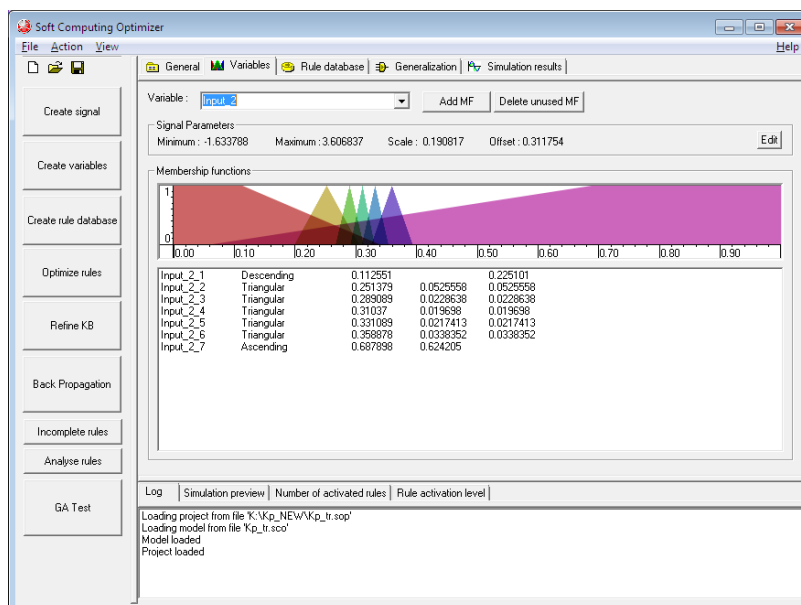 Soft Computing Optimizer
File Action View Help
General Variables Rule database Generalization Simulation results
Create signal
Create variables
Create rule database
Optimize rules
Refine KB
Back Propagation
Incomplete rules
Analyse rules
GA Test
Variable : Input_2 Add MF Delete unused MF
Signal Parameters
Minimum : -1.633788 Maximum : 3.606837 Scale : 0.190817 Offset : 0.311754 Edit
Membership functions
1
0
0.00 0.10 0.20 0.30 0.40 0.50 0.60 0.70 0.80 0.90
Input_2_1 Descending 0.112551 0.225101
Input_2_2 Triangular 0.251379 0.0525558 0.0525558
Input_2_3 Triangular 0.289089 0.0228638 0.0228638
Input_2_4 Triangular 0.31037 0.019698 0.019698
Input_2_5 Triangular 0.331089 0.0217413 0.0217413
Input_2_6 Triangular 0.358878 0.0338352 0.0338352
Input_2_7 Ascending 0.687898 0.624205
Log Simulation preview Number of activated rules Rule activation level
Loading project from file 'K:\Kp_NEW\Kp_tr.sop'
Loading model from file 'Kp_tr.sco'
Model loaded
Project loaded